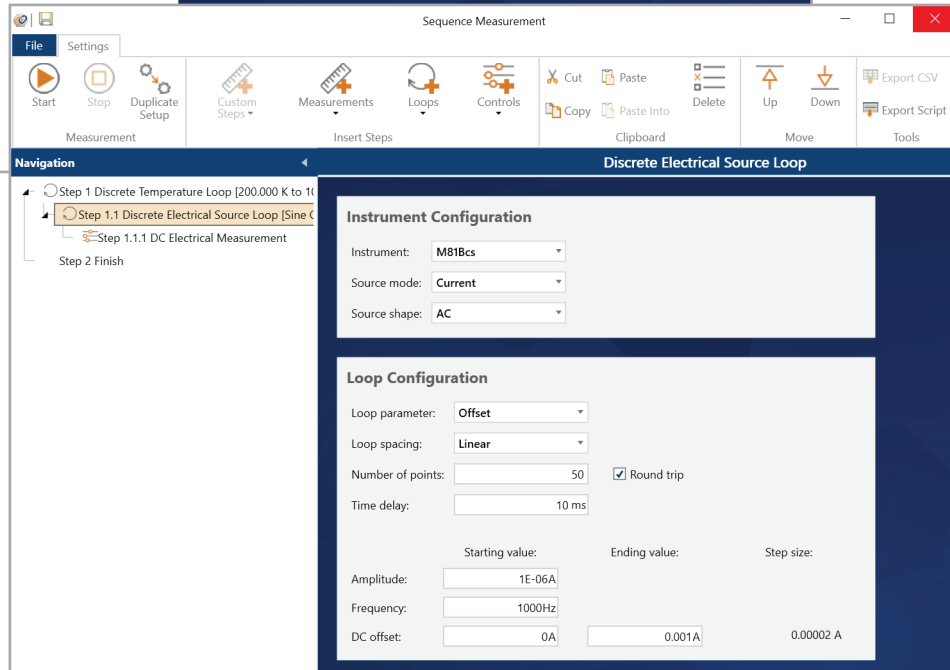 Sequence Measurement
File Settings
Start Stop Duplicate Setup Custom Steps Measurements Loops Controls Cut Paste Copy Paste Into Delete Up Down Export CSV Export Script
Measurement Insert Steps Clipboard Move Tools
Navigation Discrete Electrical Source Loop
Step 1 Discrete Temperature Loop [200.000 K to
Step 1.1 Discrete Electrical Source Loop [Sine
Step 1.1.1 DC Electrical Measurement
Step 2 Finish
Instrument Configuration
Instrument: M81Bcs
Source mode: Current
Source shape: AC
Loop Configuration
Loop parameter: Offset
Loop spacing: Linear
Number of points: 50 Round trip
Time delay: 10 ms
Starting value: Ending value: Step size:
Amplitude: 1E-06A
Frequency: 1000Hz
DC offset: 0A 0.001A 0.00002 A